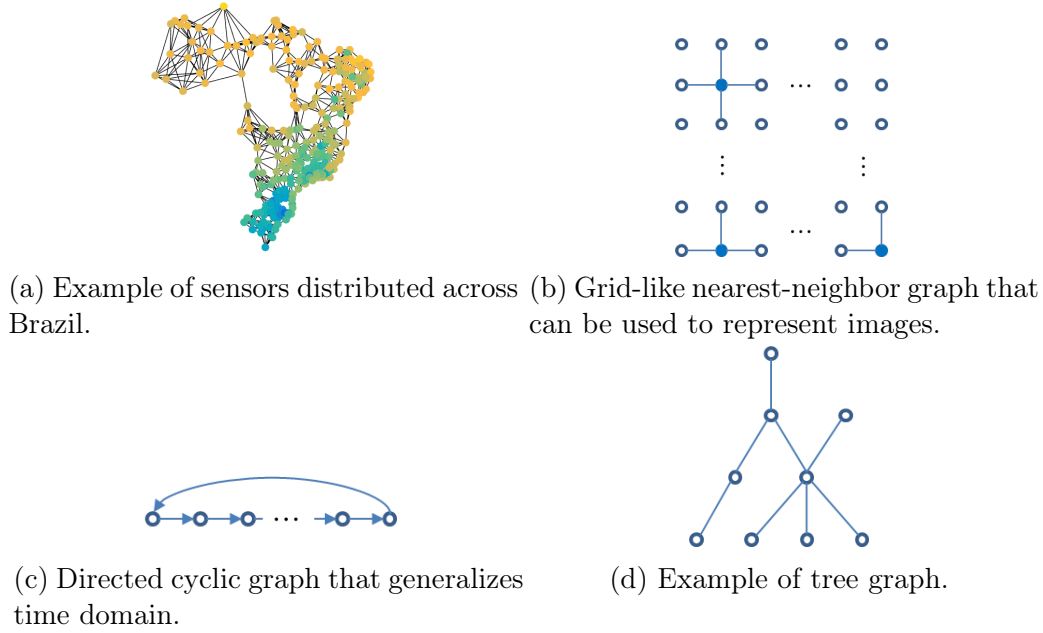 (a) Example of sensors distributed across
Brazil.
(b) Grid-like nearest-neighbor graph that
can be used to represent images.
(c) Directed cyclic graph that generalizes
time domain.
(d) Example of tree graph.